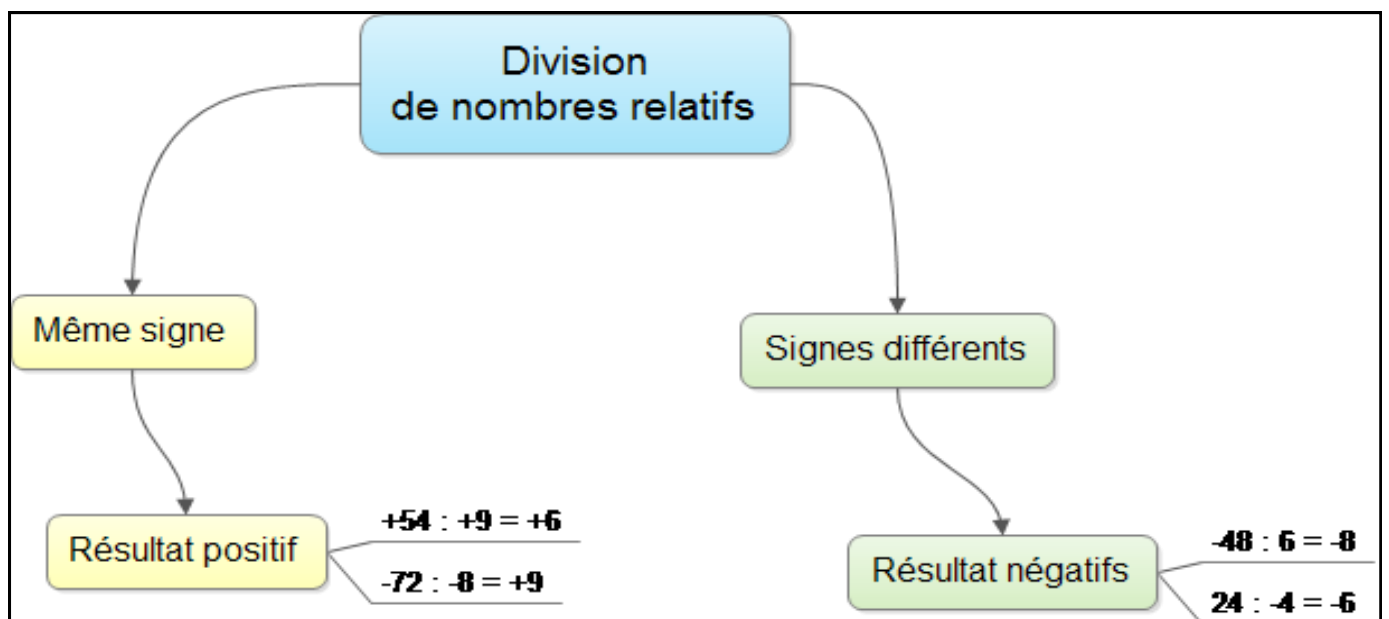 Division
de nombres relatifs
Même signe
Signes différents
Résultat positif
+54 : +9 = +6
-72 : -8 = +9
Résultat négatifs
-48 : 6 = -8
24 : -4 = -6